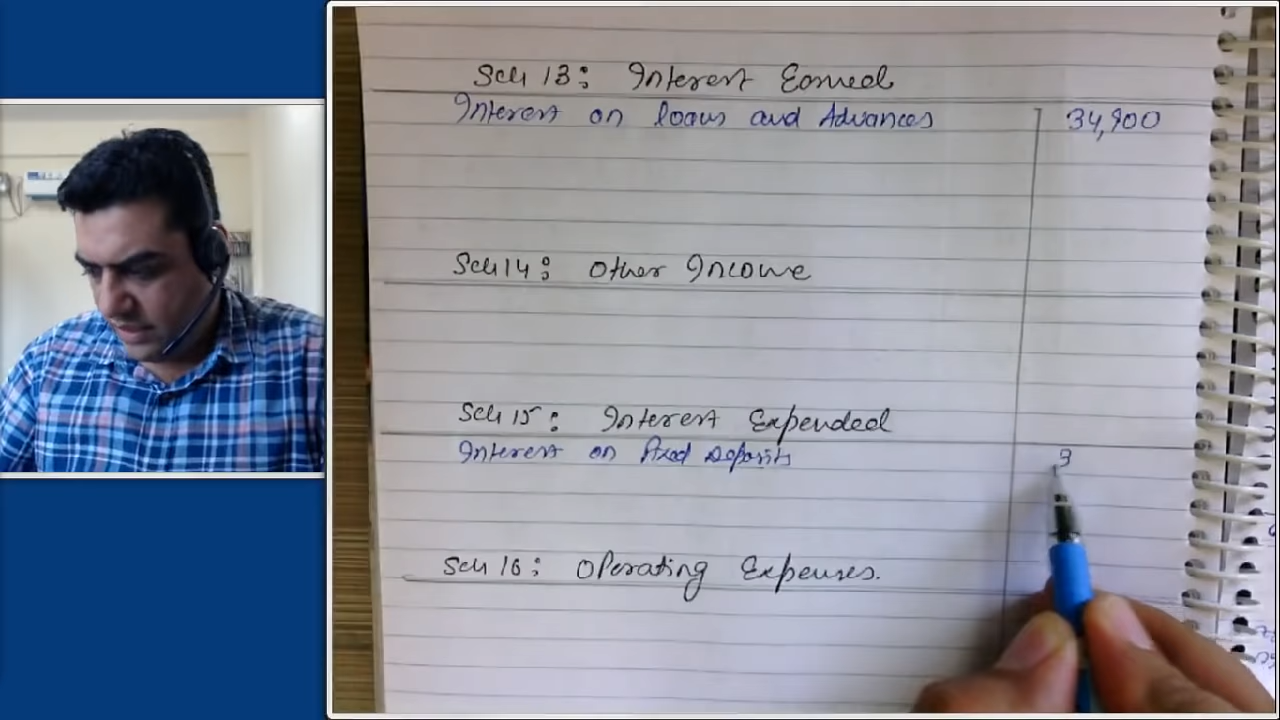 Sch 13: Interest Earned
Interest on loans and Advances 34,900
Sch 14: Other Income
Sch 15: Interest Expended
Interest on Fixed Deposits 3
Sch 16: Operating Expenses.